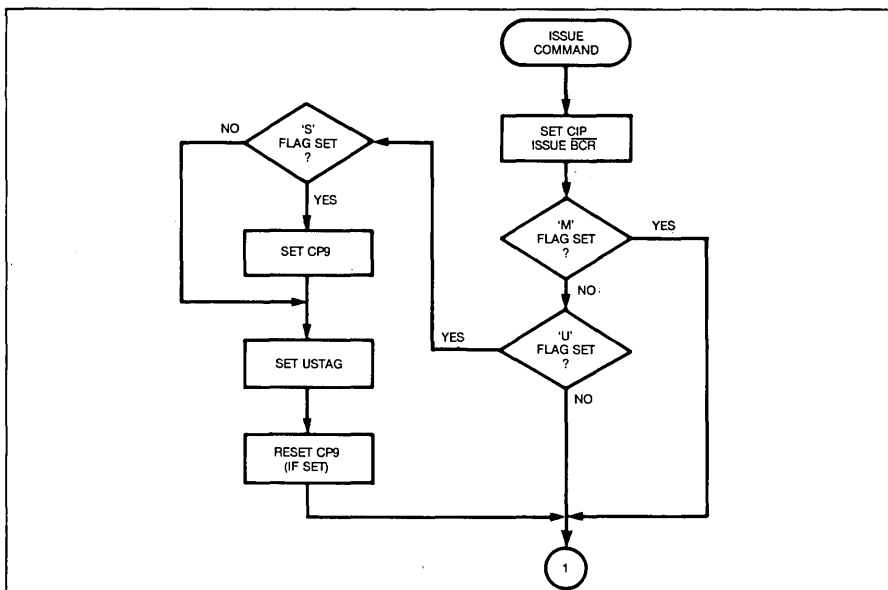 ISSUE
COMMAND
SET CIP
ISSUE BCR
'M'
FLAG SET
?
YES
NO
'U'
FLAG SET
?
YES
NO
'S'
FLAG SET
?
NO
YES
SET CP9
SET USTAG
RESET CP9
(IF SET)
1